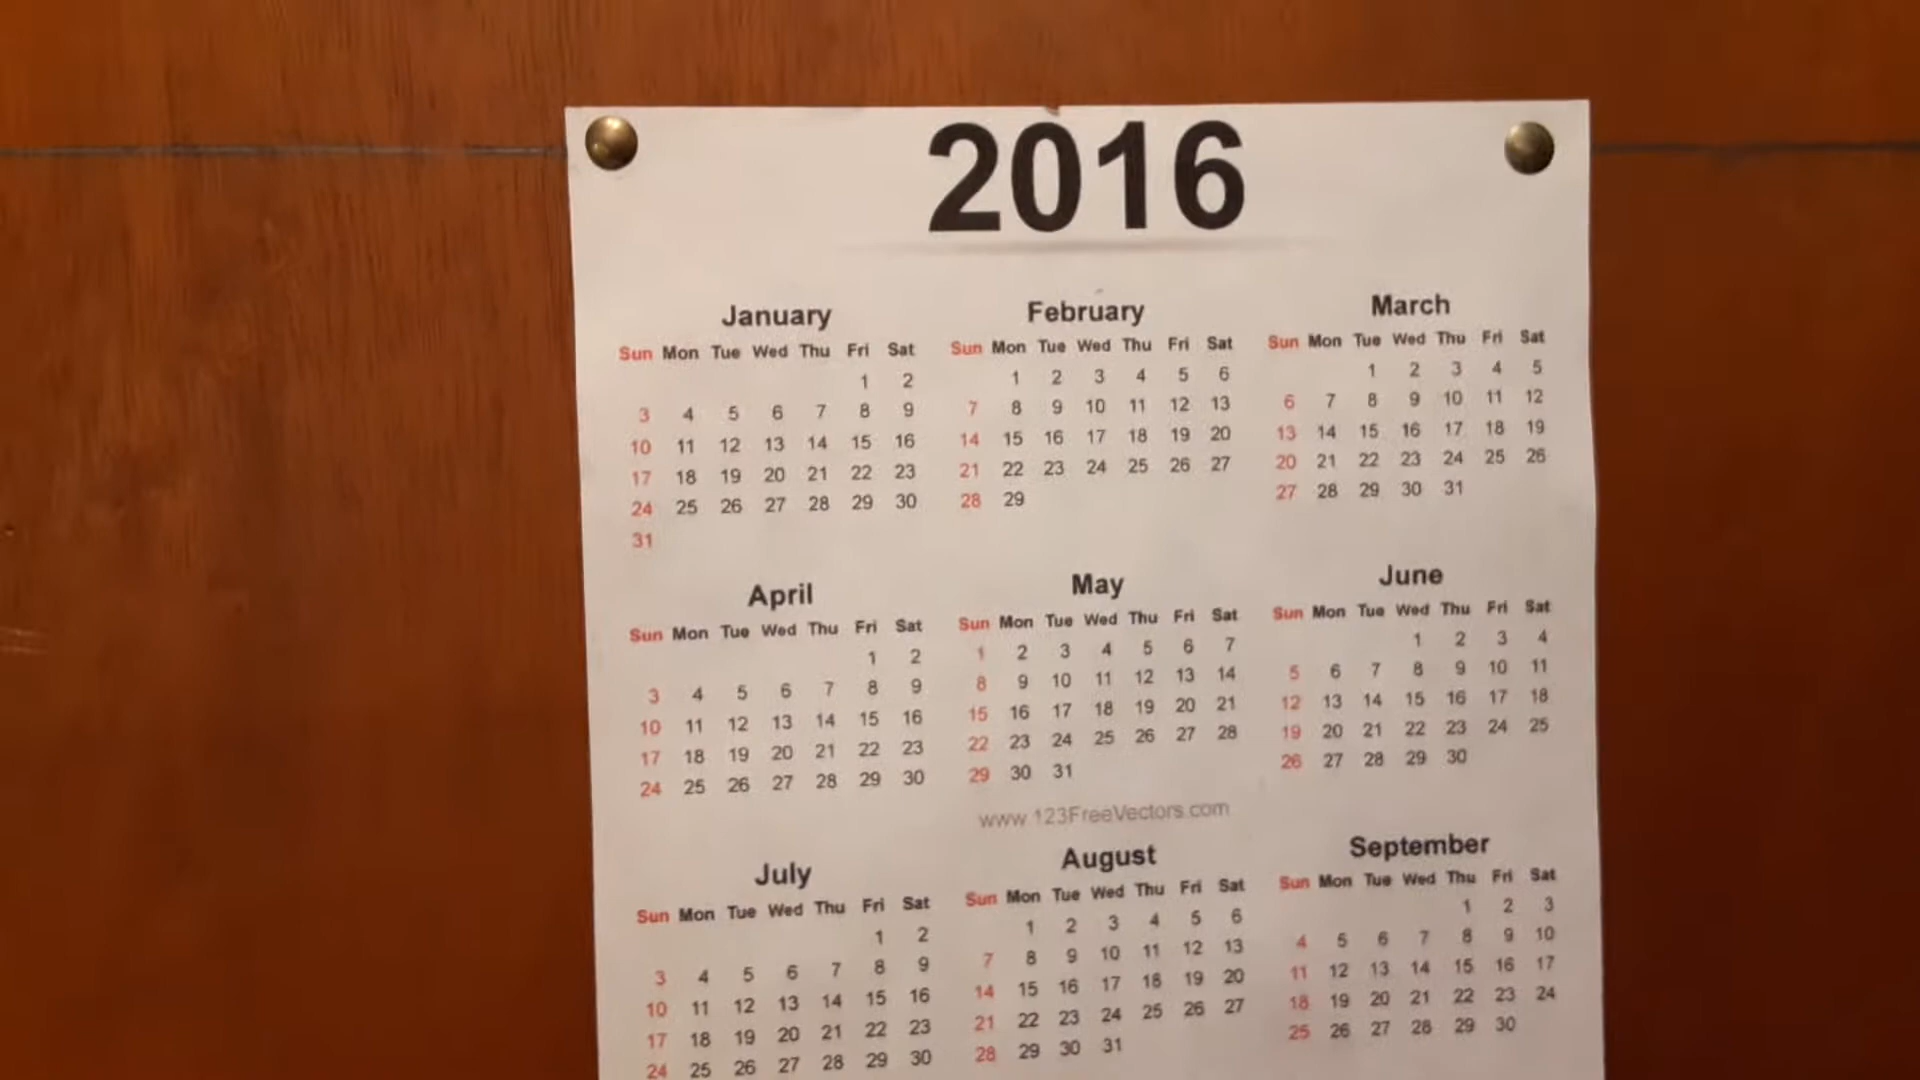 2016
January
Sun Mon Tue Wed Thu Fri Sat
1 2
3 4 5 6 7 8 9
10 11 12 13 14 15 16
17 18 19 20 21 22 23
24 25 26 27 28 29 30
31
February
Sun Mon Tue Wed Thu Fri Sat
1 2 3 4 5 6
7 8 9 10 11 12 13
14 15 16 17 18 19 20
21 22 23 24 25 26 27
28 29
March
Sun Mon Tue Wed Thu Fri Sat
1 2 3 4 5
6 7 8 9 10 11 12
13 14 15 16 17 18 19
20 21 22 23 24 25 26
27 28 29 30 31
April
Sun Mon Tue Wed Thu Fri Sat
1 2
3 4 5 6 7 8 9
10 11 12 13 14 15 16
17 18 19 20 21 22 23
24 25 26 27 28 29 30
May
Sun Mon Tue Wed Thu Fri Sat
1 2 3 4 5 6 7
8 9 10 11 12 13 14
15 16 17 18 19 20 21
22 23 24 25 26 27 28
29 30 31
June
Sun Mon Tue Wed Thu Fri Sat
1 2 3 4
5 6 7 8 9 10 11
12 13 14 15 16 17 18
19 20 21 22 23 24 25
26 27 28 29 30
www.123FreeVectors.com
July
Sun Mon Tue Wed Thu Fri Sat
1 2
3 4 5 6 7 8 9
10 11 12 13 14 15 16
17 18 19 20 21 22 23
24 25 26 27 28 29 30
August
Sun Mon Tue Wed Thu Fri Sat
1 2 3 4 5 6
7 8 9 10 11 12 13
14 15 16 17 18 19 20
21 22 23 24 25 26 27
28 29 30 31
September
Sun Mon Tue Wed Thu Fri Sat
1 2 3
4 5 6 7 8 9 10
11 12 13 14 15 16 17
18 19 20 21 22 23 24
25 26 27 28 29 30